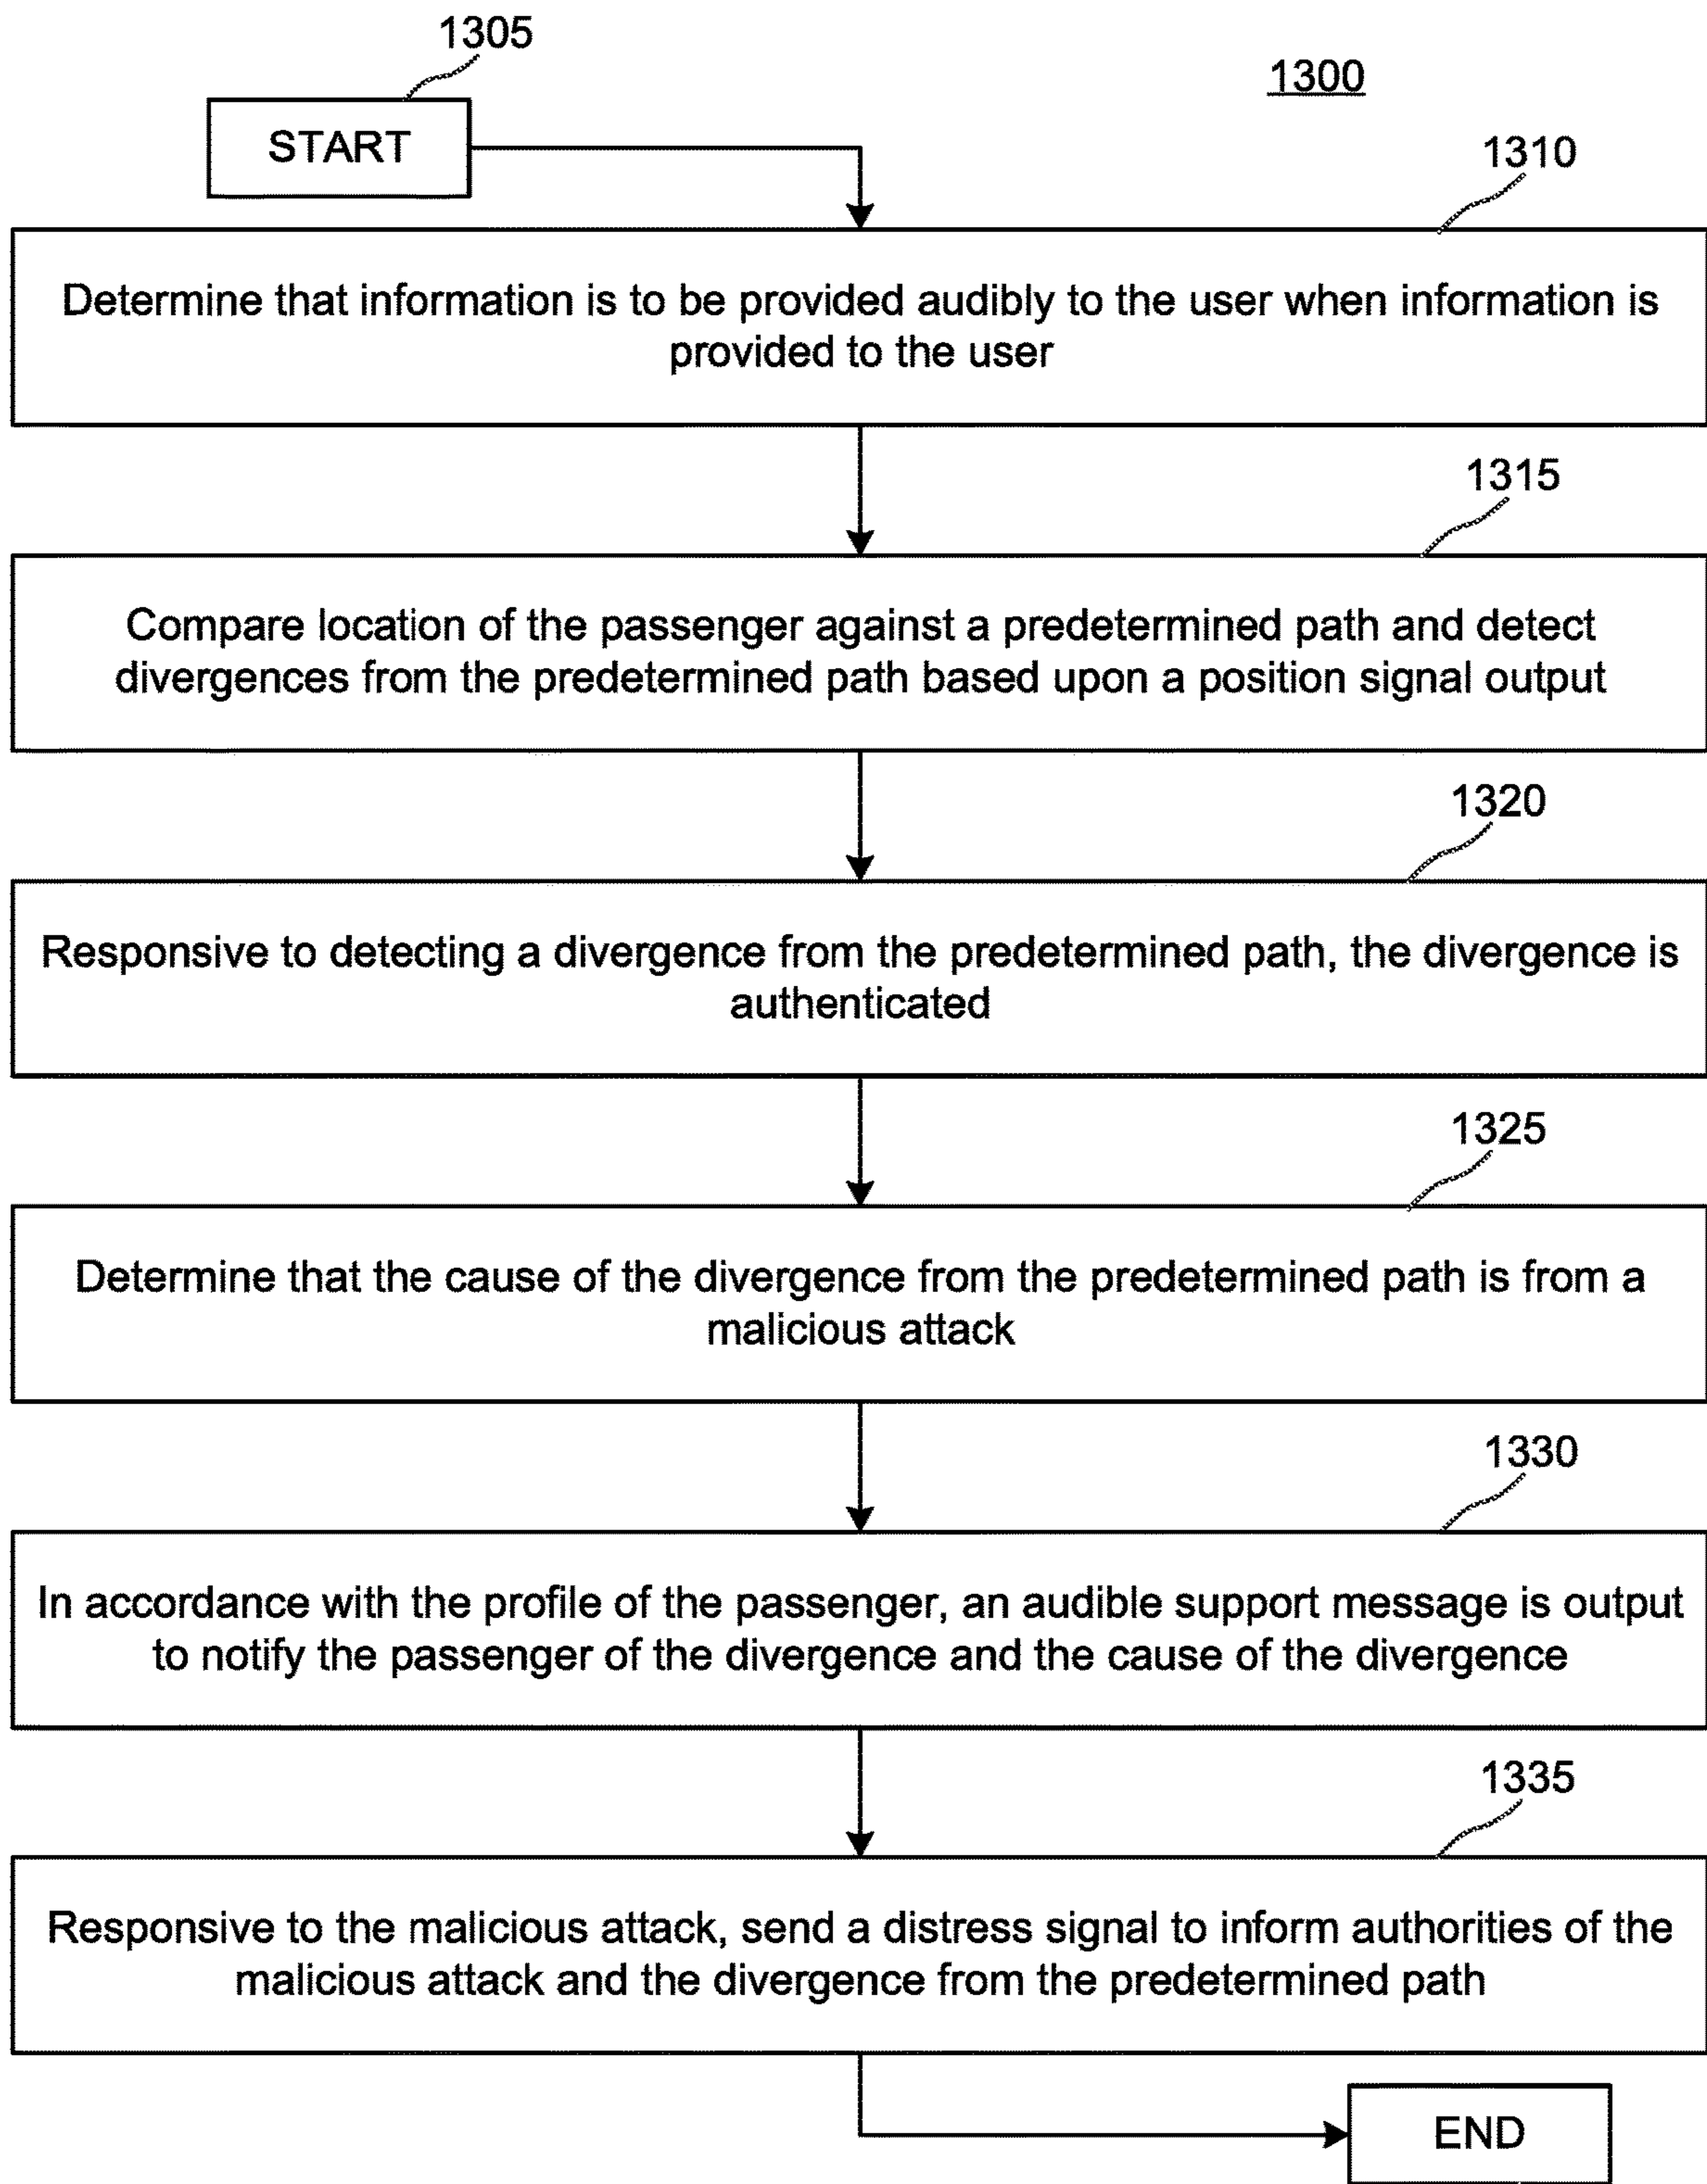 1305
1300
START
1310
Determine that information is to be provided audibly to the user when information is
provided to the user
1315
Compare location of the passenger against a predetermined path and detect
divergences from the predetermined path based upon a position signal output
1320
Responsive to detecting a divergence from the predetermined path, the divergence is
authenticated
1325
Determine that the cause of the divergence from the predetermined path is from a
malicious attack
1330
In accordance with the profile of the passenger, an audible support message is output
to notify the passenger of the divergence and the cause of the divergence
1335
Responsive to the malicious attack, send a distress signal to inform authorities of the
malicious attack and the divergence from the predetermined path
END